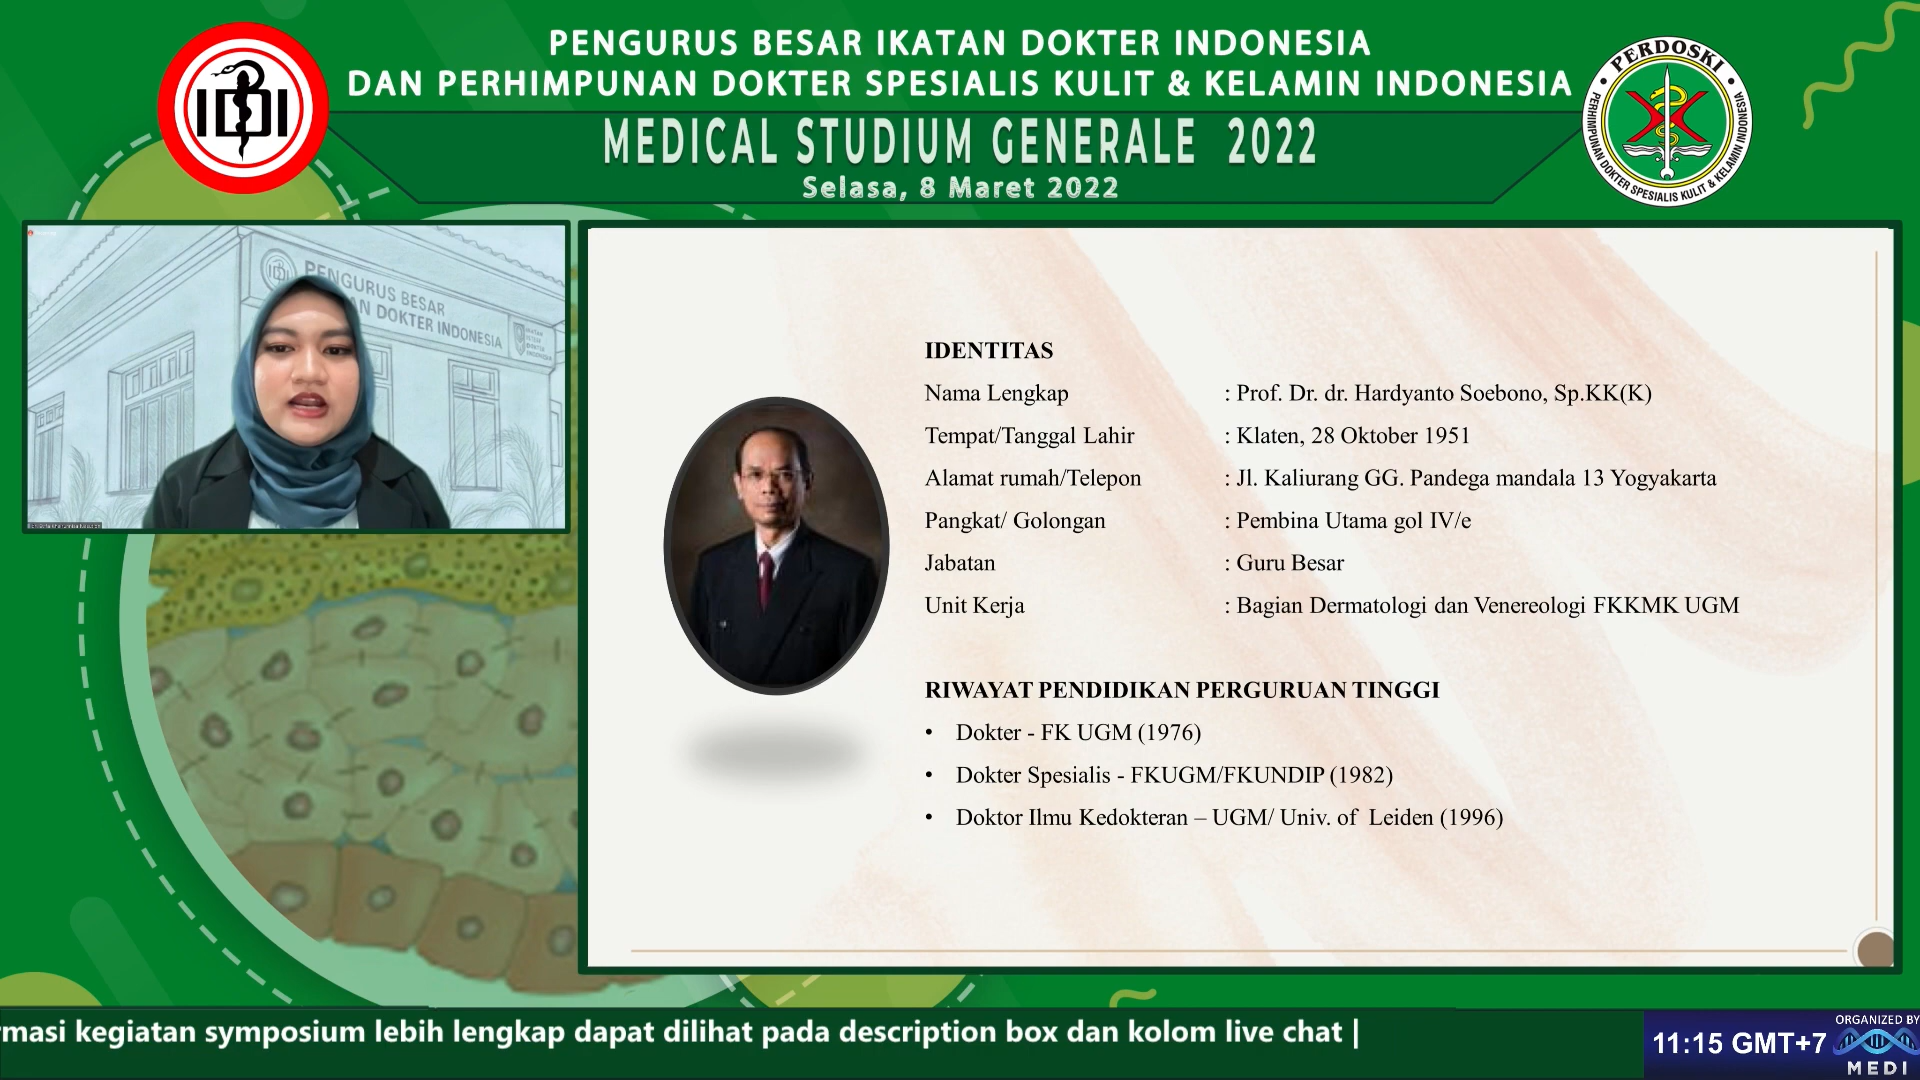 PENGURUS BESAR IKATAN DOKTER INDONESIA
DAN PERHIMPUNAN DOKTER SPESIALIS KULIT & KELAMIN INDONESIA
MEDICAL STUDIUM GENERALE 2022
Selasa, 8 Maret 2022
IDI
PERDOSKI
PERHIMPUNAN DOKTER SPESIALIS KULIT & KELAMIN INDONESIA
PENGURUS BESAR
AN DOKTER INDONESIA
IDENTITAS
Nama Lengkap : Prof. Dr. dr. Hardyanto Soebono, Sp.KK(K)
Tempat/Tanggal Lahir : Klaten, 28 Oktober 1951
Alamat rumah/Telepon : Jl. Kaliurang GG. Pandega mandala 13 Yogyakarta
Pangkat/ Golongan : Pembina Utama gol IV/e
Jabatan : Guru Besar
Unit Kerja : Bagian Dermatologi dan Venereologi FKKMK UGM
RIWAYAT PENDIDIKAN PERGURUAN TINGGI
• Dokter - FK UGM (1976)
• Dokter Spesialis - FKUGM/FKUNDIP (1982)
• Doktor Ilmu Kedokteran – UGM/ Univ. of Leiden (1996)
rmasi kegiatan symposium lebih lengkap dapat dilihat pada description box dan kolom live chat |
11:15 GMT+7
ORGANIZED BY
MEDI